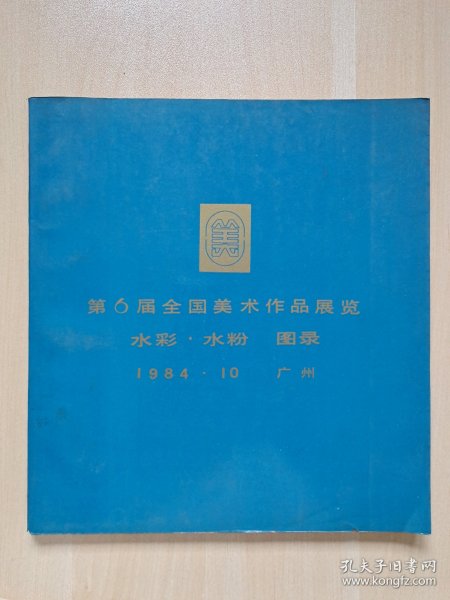 美
第6届全国美术作品展览
水彩·水粉 图录
1984·10 广州
孔夫子旧书网
www.kongfz.com